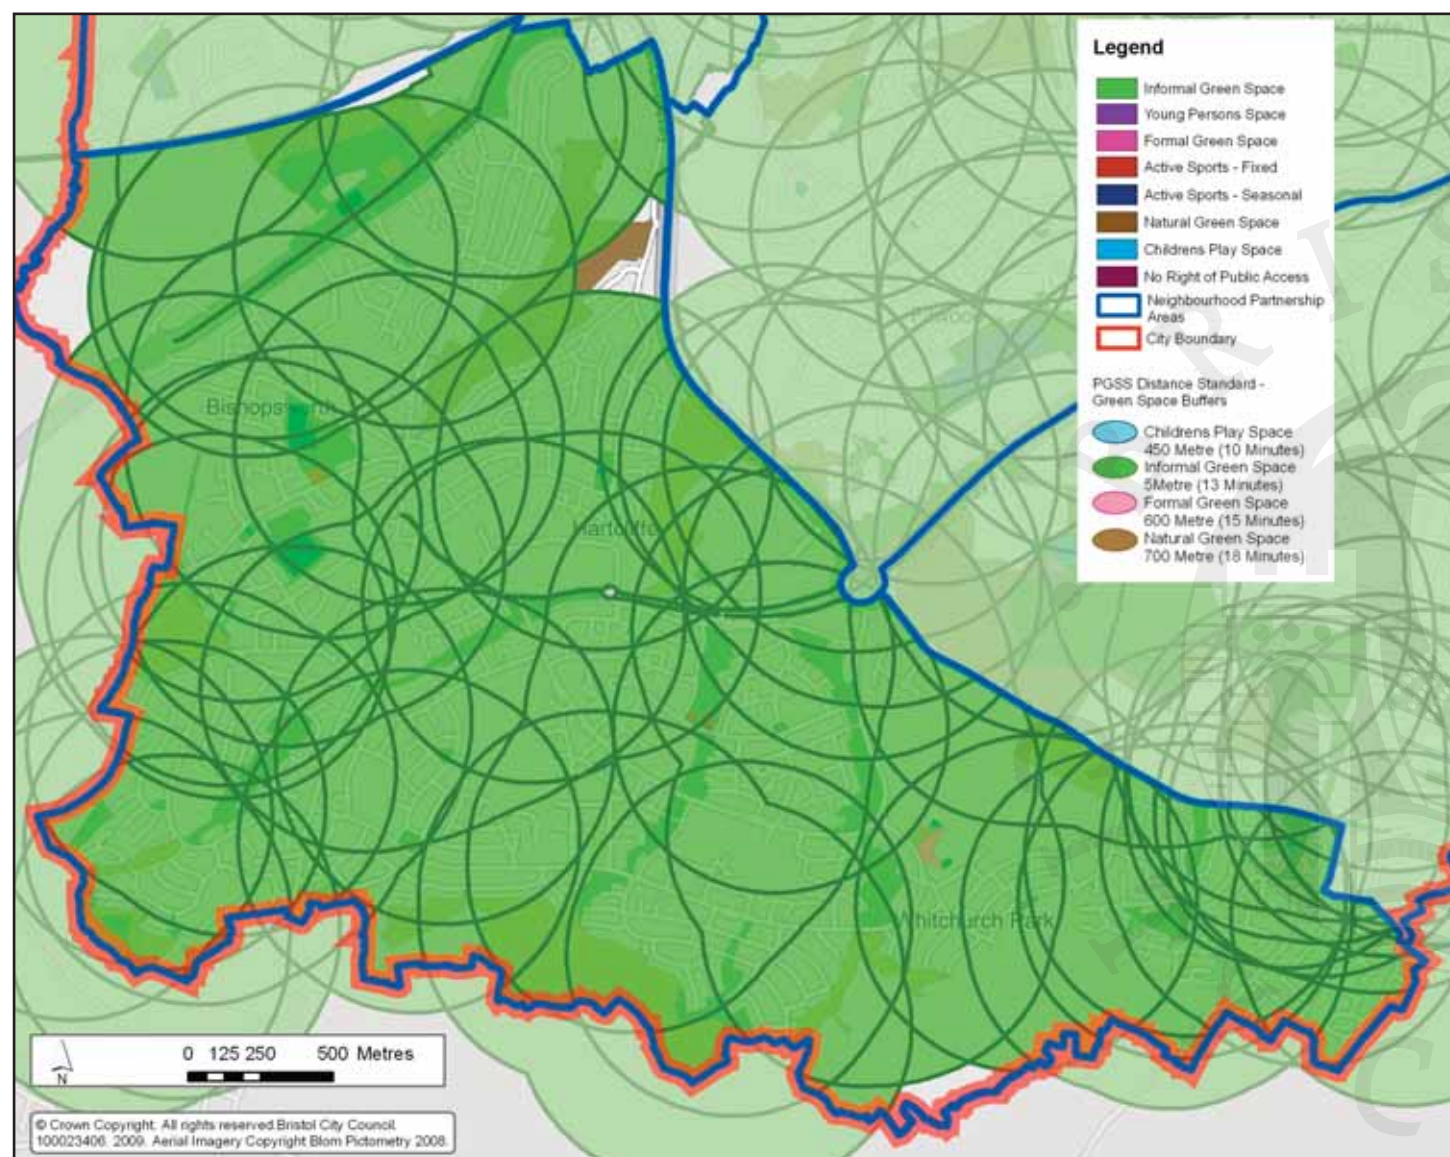 Legend
Informal Green Space
Young Persons Space
Formal Green Space
Active Sports - Fixed
Active Sports - Seasonal
Natural Green Space
Childrens Play Space
No Right of Public Access
Neighbourhood Partnership
Areas
City Boundary
PGSS Distance Standard -
Green Space Buffers
Childrens Play Space
450 Metre (10 Minutes)
Informal Green Space
5Metre (13 Minutes)
Formal Green Space
600 Metre (15 Minutes)
Natural Green Space
700 Metre (18 Minutes)
Bishopsworth
Hartcliffe
Whitchurch Park
0 125 250 500 Metres
N
© Crown Copyright. All rights reserved.Bristol City Council.
100023406. 2009. Aerial Imagery Copyright Blom Pictometry 2008.